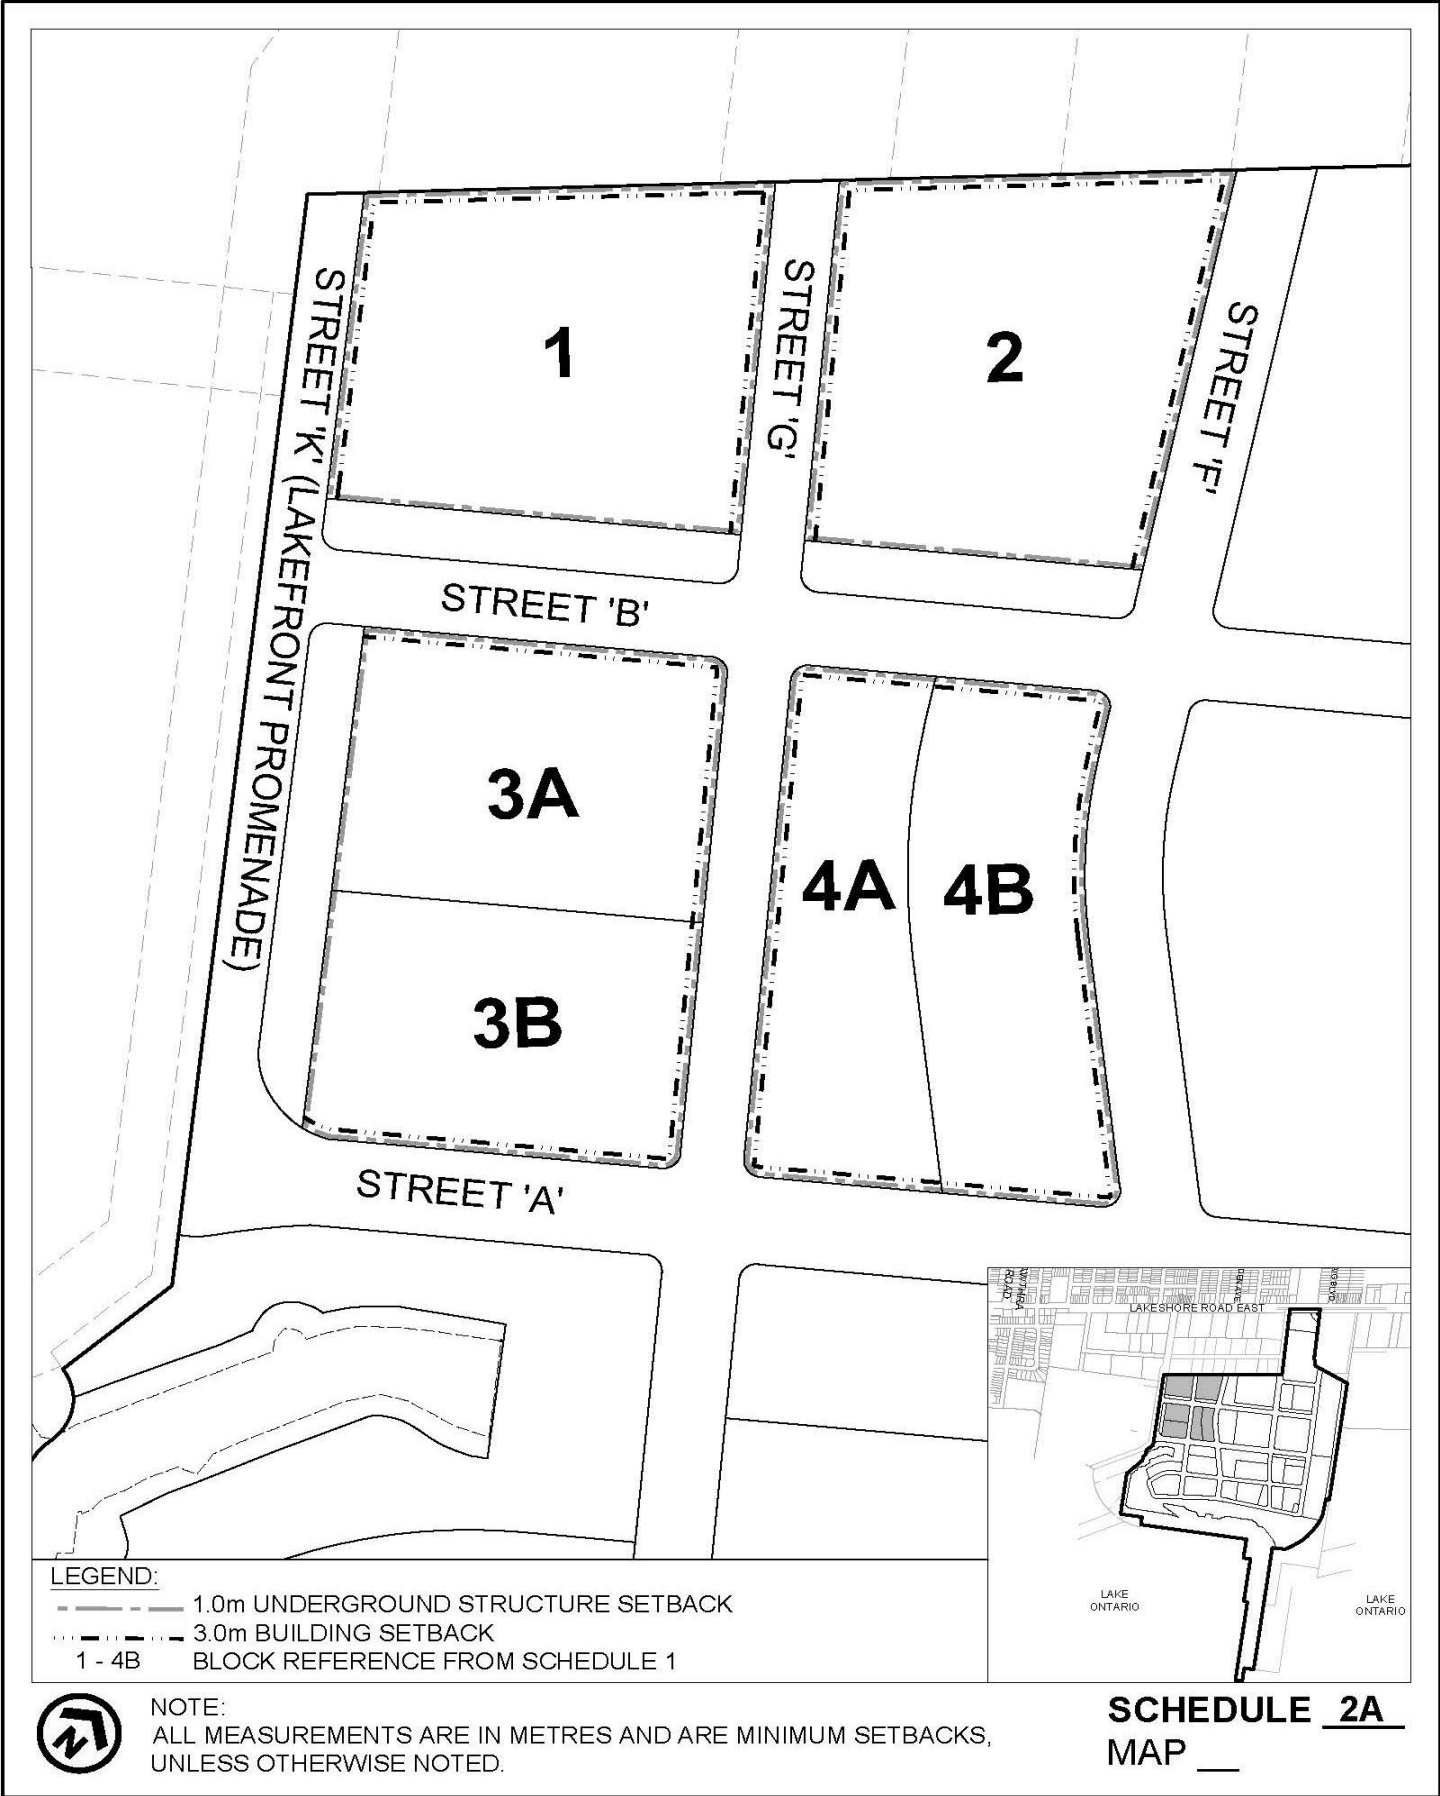 1
2
STREET 'K' (LAKEFRONT PROMENADE)
STREET 'G'
STREET 'F'
STREET 'B'
3A
4A
4B
3B
STREET 'A'
ROAD
LAKESHORE ROAD EAST
LAKE
ONTARIO
LAKE
ONTARIO
LEGEND:
1.0m UNDERGROUND STRUCTURE SETBACK
3.0m BUILDING SETBACK
1 - 4B BLOCK REFERENCE FROM SCHEDULE 1
N
NOTE:
ALL MEASUREMENTS ARE IN METRES AND ARE MINIMUM SETBACKS,
UNLESS OTHERWISE NOTED.
SCHEDULE 2A
MAP __